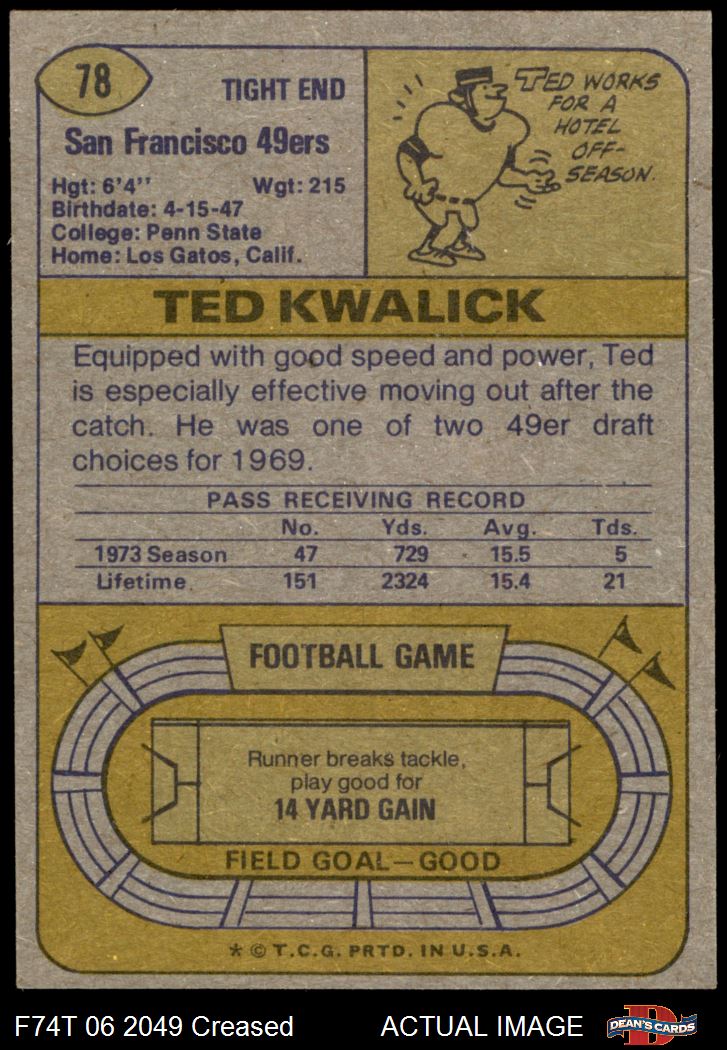 78
TIGHT END
San Francisco 49ers
Hgt: 6'4" Wgt: 215
Birthdate: 4-15-47
College: Penn State
Home: Los Gatos, Calif.
TED WORKS
FOR A
HOTEL
OFF-
SEASON.
TED KWALICK
Equipped with good speed and power, Ted
is especially effective moving out after the
catch. He was one of two 49er draft
choices for 1969.
PASS RECEIVING RECORD
No. Yds. Avg. Tds.
1973 Season 47 729 15.5 5
Lifetime 151 2324 15.4 21
FOOTBALL GAME
Runner breaks tackle,
play good for
14 YARD GAIN
FIELD GOAL—GOOD
* © T.C.G. PRTD. IN U.S.A.
F74T 06 2049 Creased ACTUAL IMAGE
D
DEAN'S CARDS